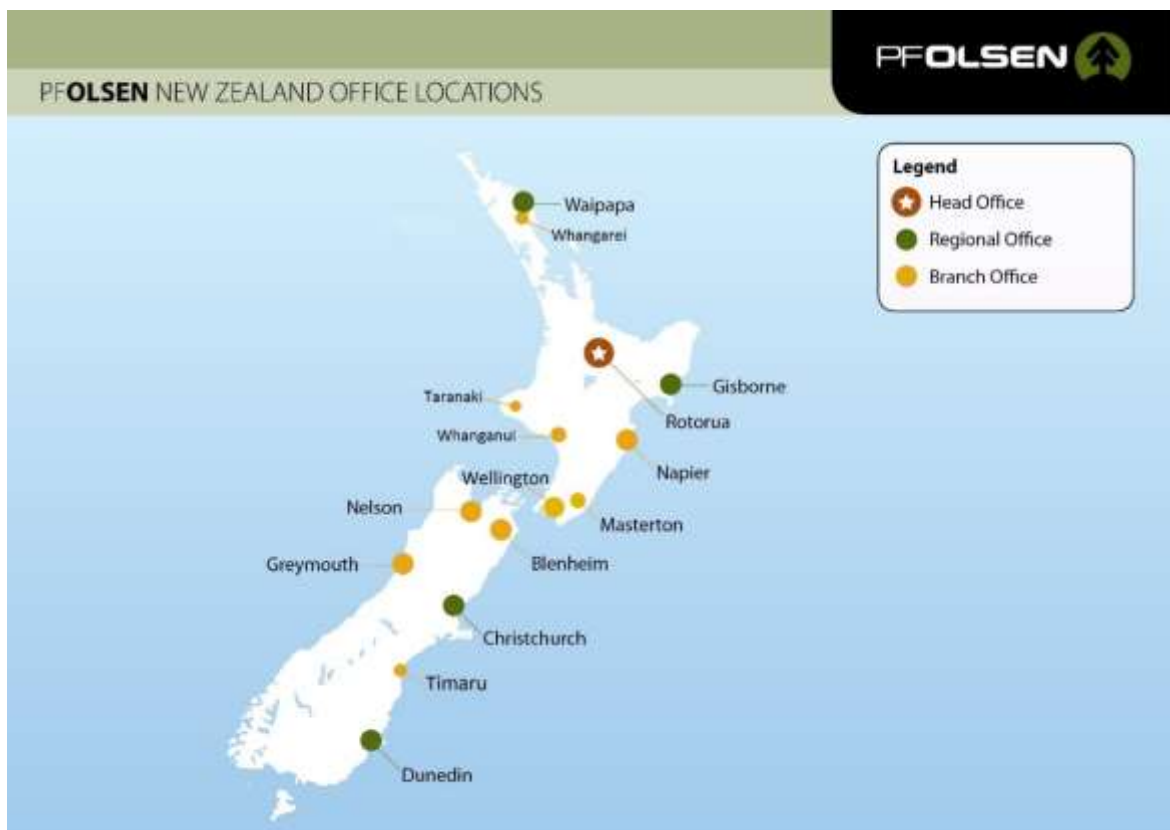 PFOLSEN
PFOLSEN NEW ZEALAND OFFICE LOCATIONS
Legend
Head Office
Regional Office
Branch Office
Waipapa
Whangarei
Gisborne
Taranaki
Rotorua
Whanganui
Napier
Wellington
Nelson
Masterton
Greymouth
Blenheim
Christchurch
Timaru
Dunedin